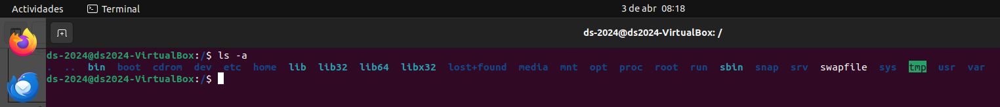 Actividades Terminal 3 de abr 08:18
ds-2024@ds2024-VirtualBox: /
ds-2024@ds2024-VirtualBox:/$ ls -a
. .. bin boot cdrom dev etc home lib lib32 lib64 libx32 lost+found media mnt opt proc root run sbin snap srv swapfile sys tmp usr var
ds-2024@ds2024-VirtualBox:/$